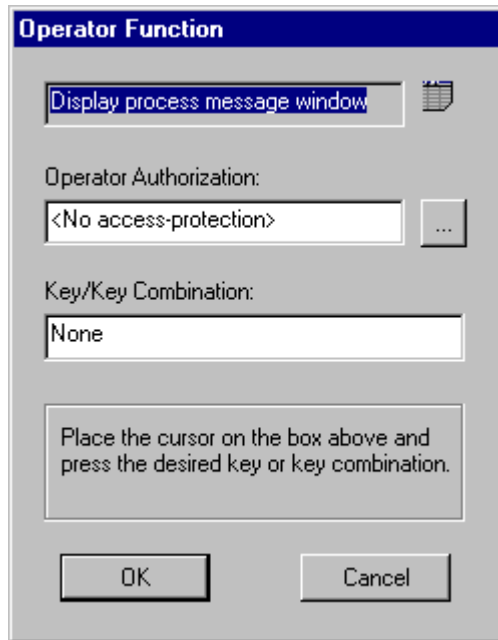 Operator Function
Display process message window
Operator Authorization:
<No access-protection>
...
Key/Key Combination:
None
Place the cursor on the box above and
press the desired key or key combination.
OK
Cancel